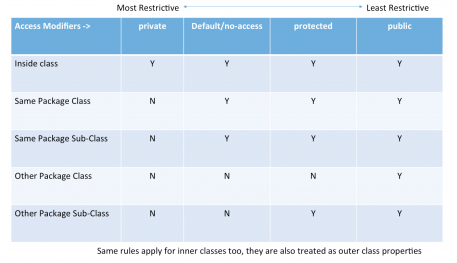 Most Restrictive Least Restrictive
Access Modifiers -> private Default/no-access protected public
Inside class Y Y Y Y
Same Package Class N Y Y Y
Same Package Sub-Class N Y Y Y
Other Package Class N N N Y
Other Package Sub-Class N N Y Y
Same rules apply for inner classes too, they are also treated as outer class properties